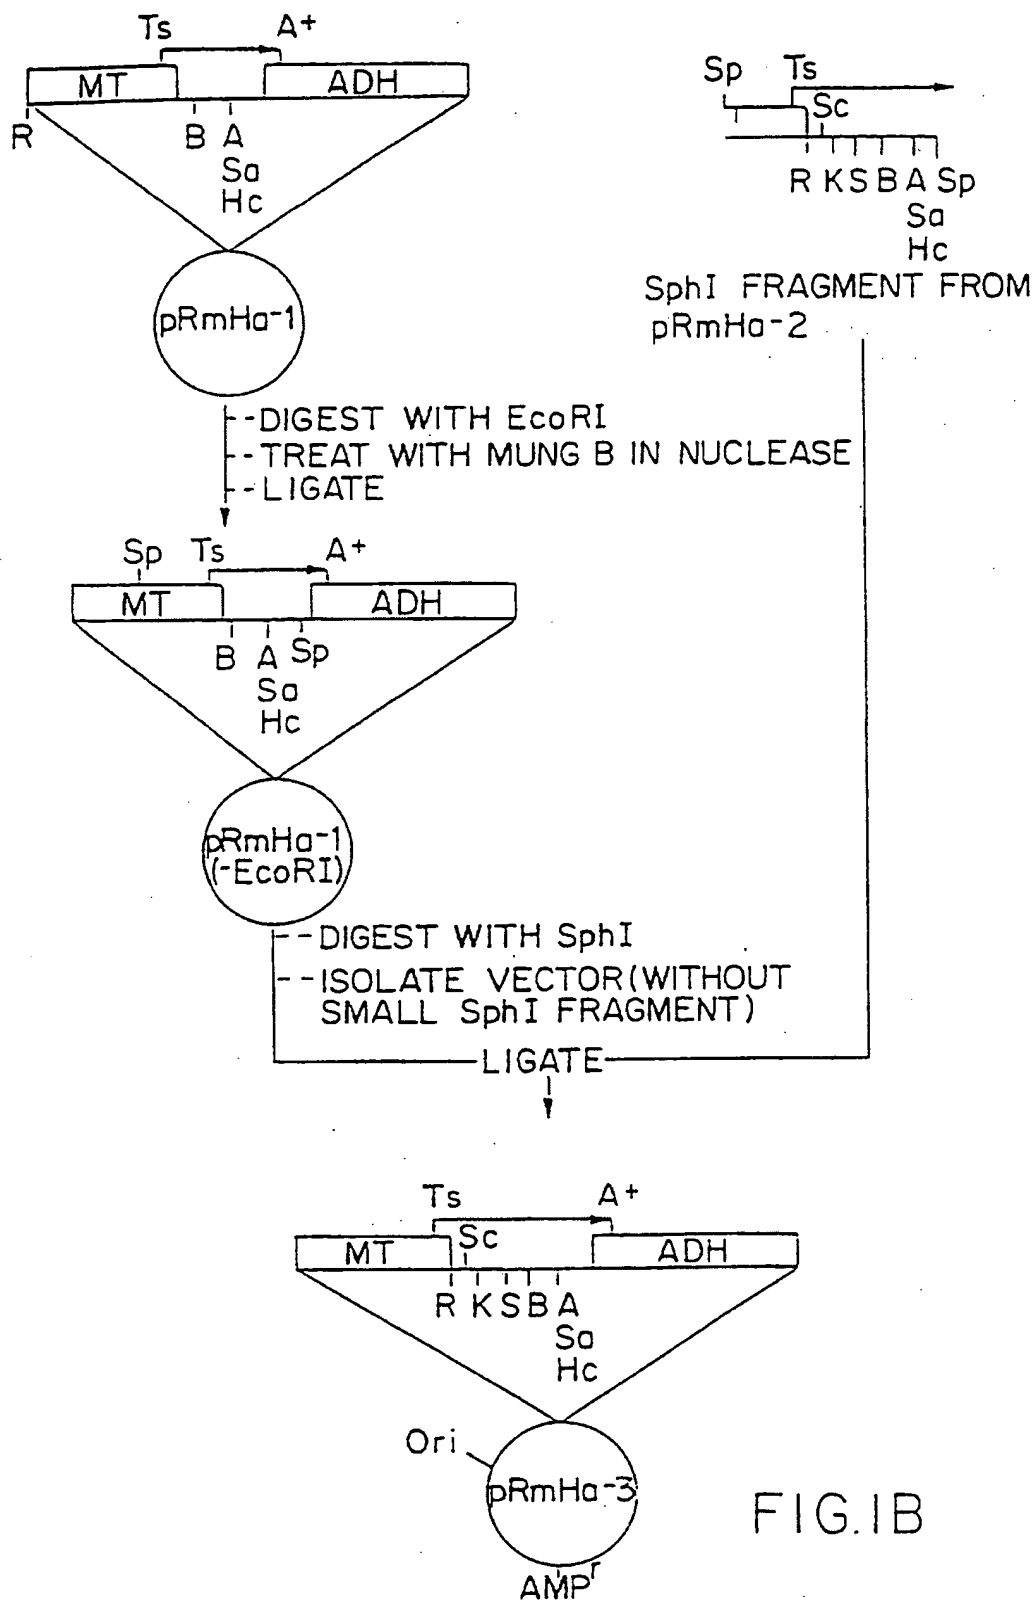 Ts A+
MT ADH
R B A
Sa
Hc
pRmHa-1
Sp Ts
Sc
R K S B A Sp
Sa
Hc
SphI FRAGMENT FROM
pRmHa-2
--DIGEST WITH EcoRI
--TREAT WITH MUNG B IN NUCLEASE
--LIGATE
Sp Ts A+
MT ADH
B A Sp
Sa
Hc
pRmHa-1
(-EcoRI)
--DIGEST WITH SphI
--ISOLATE VECTOR(WITHOUT
SMALL SphI FRAGMENT)
LIGATE
Ts A+
Sc
MT ADH
R K S B A
Sa
Hc
Ori
pRmHa-3
AMPr
FIG.1B